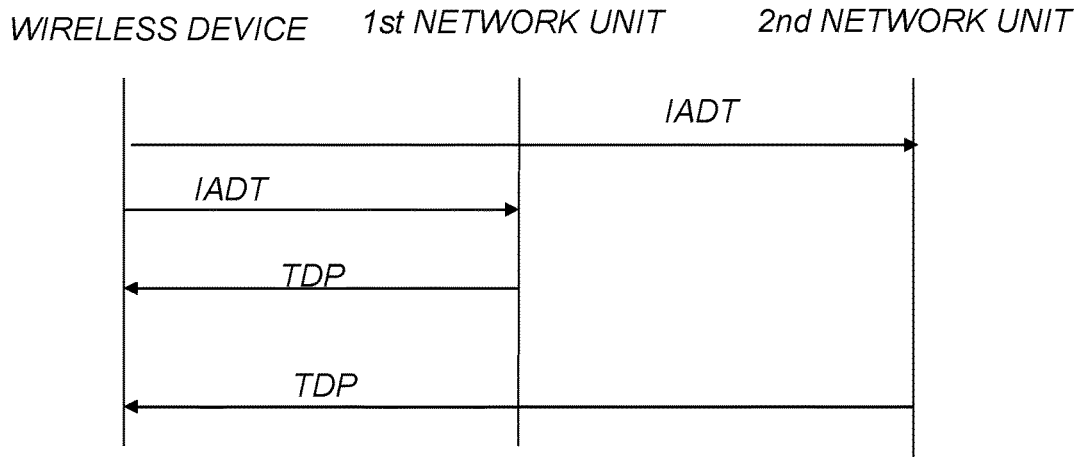 WIRELESS DEVICE 1st NETWORK UNIT 2nd NETWORK UNIT
IADT
IADT
TDP
TDP